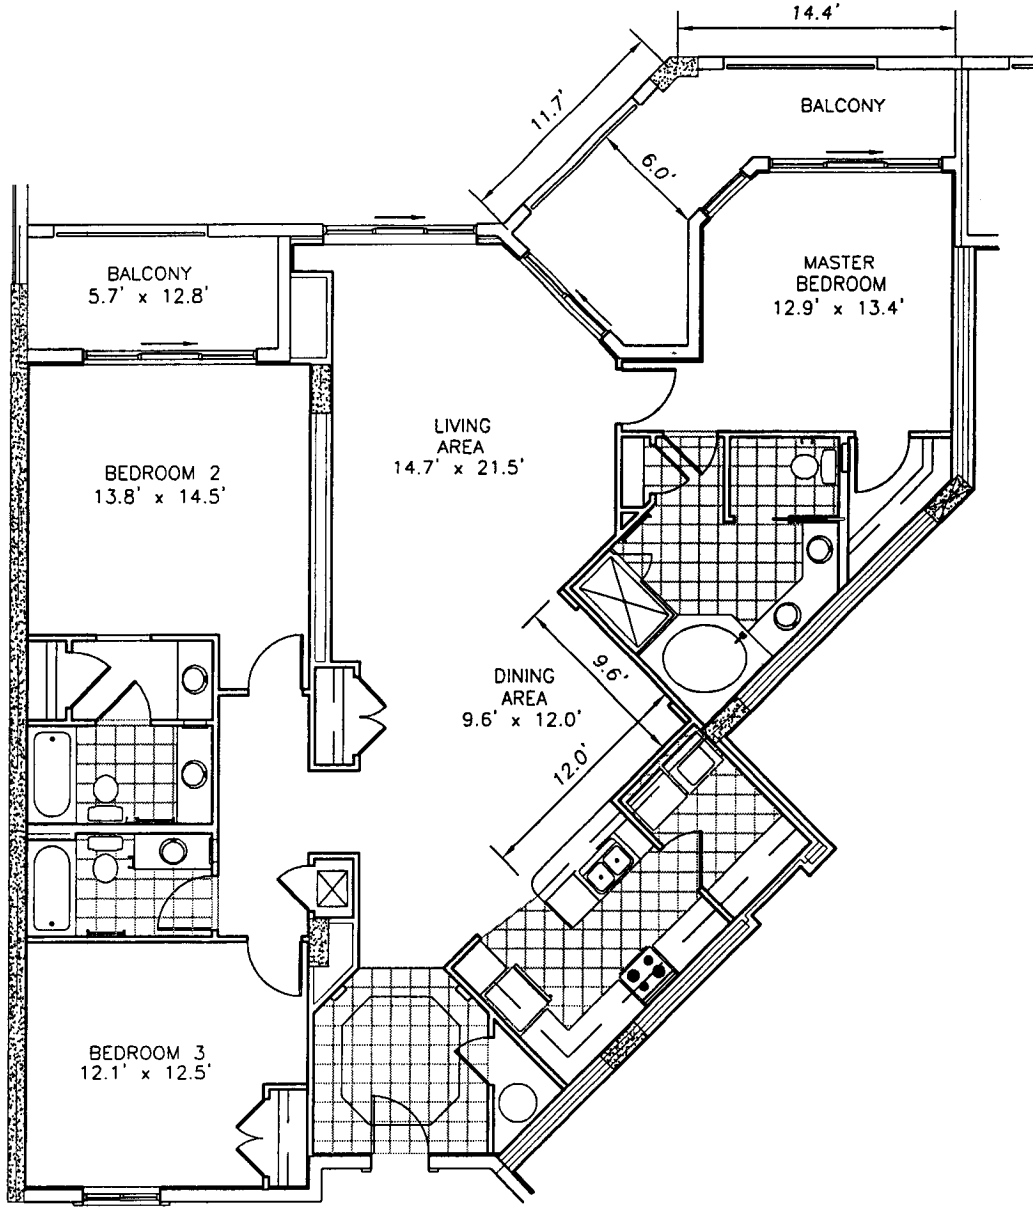 14.4'
11.7'
BALCONY
6.0'
BALCONY
5.7' x 12.8'
MASTER
BEDROOM
12.9' x 13.4'
LIVING
AREA
14.7' x 21.5'
BEDROOM 2
13.8' x 14.5'
9.6'
DINING
AREA
9.6' x 12.0'
12.0'
BEDROOM 3
12.1' x 12.5'